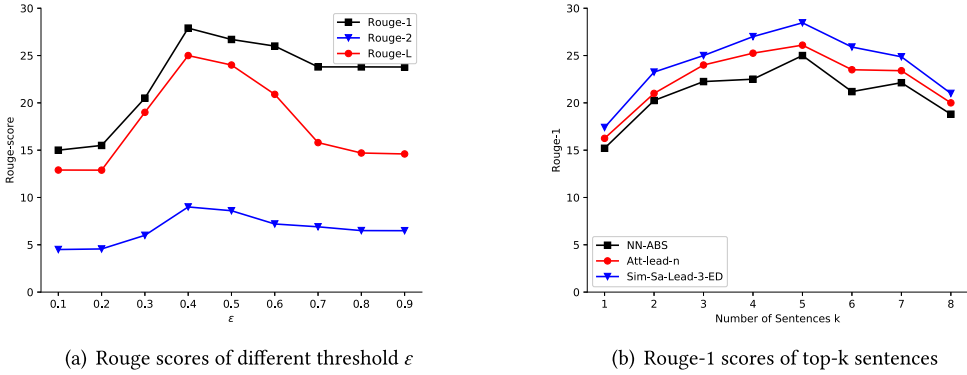 30
25
20
15
10
5
0
Rouge-score
0.1 0.2 0.3 0.4 0.5 0.6 0.7 0.8 0.9
ε
Rouge-1
Rouge-2
Rouge-L
(a) Rouge scores of different threshold ε
30
25
20
15
10
5
0
Rouge-1
1 2 3 4 5 6 7 8
Number of Sentences k
NN-ABS
Att-lead-n
Sim-Sa-Lead-3-ED
(b) Rouge-1 scores of top-k sentences